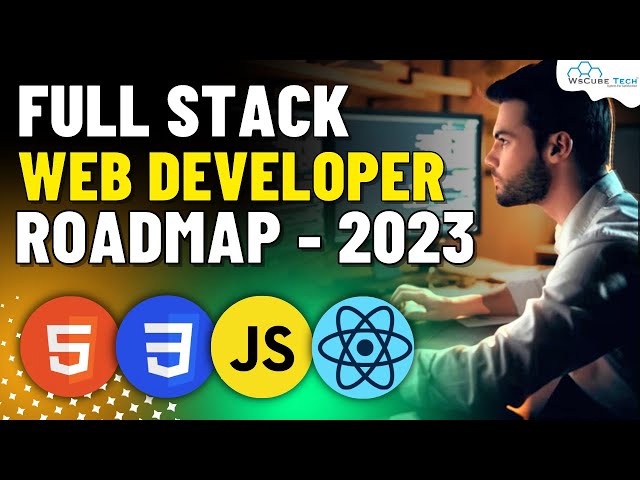 WsCube Tech
FULL STACK
WEB DEVELOPER
ROADMAP - 2023
5
3
JS